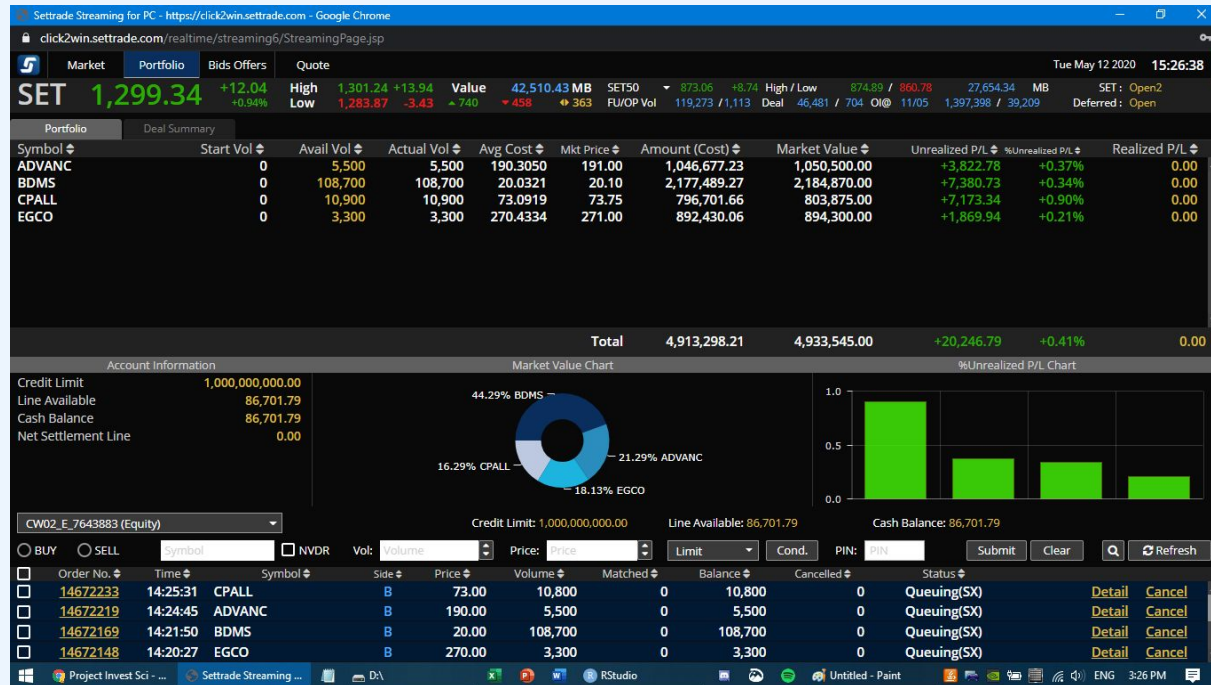 Settrade Streaming for PC - https://click2win.settrade.com - Google Chrome
click2win.settrade.com/realtime/streaming6/StreamingPage.jsp
Market Portfolio Bids Offers Quote Tue May 12 2020 15:26:38
SET 1,299.34 +12.04 +0.94% High 1,301.24 +13.94 Value 42,510.43 MB SET50 873.06 +8.74 High / Low 874.89 / 860.78 27,654.34 MB SET : Open2
Low 1,283.87 -3.43 740 458 363 FU/OP Vol 119,273 / 1,113 Deal 46,481 / 704 OI@ 11/05 1,397,398 / 39,209 Deferred : Open
Portfolio Deal Summary
Symbol Start Vol Avail Vol Actual Vol Avg Cost Mkt Price Amount (Cost) Market Value Unrealized P/L %Unrealized P/L Realized P/L
ADVANC 0 5,500 5,500 190.3050 191.00 1,046,677.23 1,050,500.00 +3,822.78 +0.37% 0.00
BDMS 0 108,700 108,700 20.0321 20.10 2,177,489.27 2,184,870.00 +7,380.73 +0.34% 0.00
CPALL 0 10,900 10,900 73.0919 73.75 796,701.66 803,875.00 +7,173.34 +0.90% 0.00
EGCO 0 3,300 3,300 270.4334 271.00 892,430.06 894,300.00 +1,869.94 +0.21% 0.00
Total 4,913,298.21 4,933,545.00 +20,246.79 +0.41% 0.00
Account Information Market Value Chart %Unrealized P/L Chart
Credit Limit 1,000,000,000.00
Line Available 86,701.79
Cash Balance 86,701.79
Net Settlement Line 0.00
44.29% BDMS
21.29% ADVANC
16.29% CPALL
18.13% EGCO
1.0
0.5
0.0
CW02_E_7643883 (Equity) Credit Limit: 1,000,000,000.00 Line Available: 86,701.79 Cash Balance: 86,701.79
BUY SELL Symbol NVDR Vol: Volume Price: Price Limit Cond. PIN: PIN Submit Clear Refresh
Order No. Time Symbol Side Price Volume Matched Balance Cancelled Status
14672233 14:25:31 CPALL B 73.00 10,800 0 10,800 0 Queuing(SX) Detail Cancel
14672219 14:24:45 ADVANC B 190.00 5,500 0 5,500 0 Queuing(SX) Detail Cancel
14672169 14:21:50 BDMS B 20.00 108,700 0 108,700 0 Queuing(SX) Detail Cancel
14672148 14:20:27 EGCO B 270.00 3,300 0 3,300 0 Queuing(SX) Detail Cancel
Project Invest Sci - ... Settrade Streaming ... D:\ RStudio Untitled - Paint ENG 3:26 PM